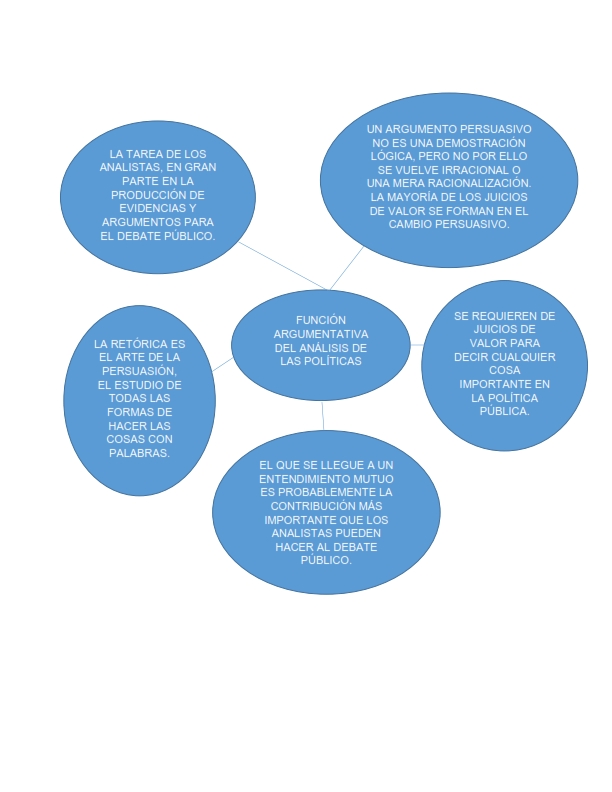 LA TAREA DE LOS
ANALISTAS, EN GRAN
PARTE EN LA
PRODUCCIÓN DE
EVIDENCIAS Y
ARGUMENTOS PARA
EL DEBATE PÚBLICO.
UN ARGUMENTO PERSUASIVO
NO ES UNA DEMOSTRACIÓN
LÓGICA, PERO NO POR ELLO
SE VUELVE IRRACIONAL O
UNA MERA RACIONALIZACIÓN.
LA MAYORÍA DE LOS JUICIOS
DE VALOR SE FORMAN EN EL
CAMBIO PERSUASIVO.
FUNCIÓN
ARGUMENTATIVA
DEL ANÁLISIS DE
LAS POLÍTICAS
SE REQUIEREN DE
JUICIOS DE
VALOR PARA
DECIR CUALQUIER
COSA
IMPORTANTE EN
LA POLÍTICA
PÚBLICA.
LA RETÓRICA ES
EL ARTE DE LA
PERSUASIÓN,
EL ESTUDIO DE
TODAS LAS
FORMAS DE
HACER LAS
COSAS CON
PALABRAS.
EL QUE SE LLEGUE A UN
ENTENDIMIENTO MUTUO
ES PROBABLEMENTE LA
CONTRIBUCIÓN MÁS
IMPORTANTE QUE LOS
ANALISTAS PUEDEN
HACER AL DEBATE
PÚBLICO.